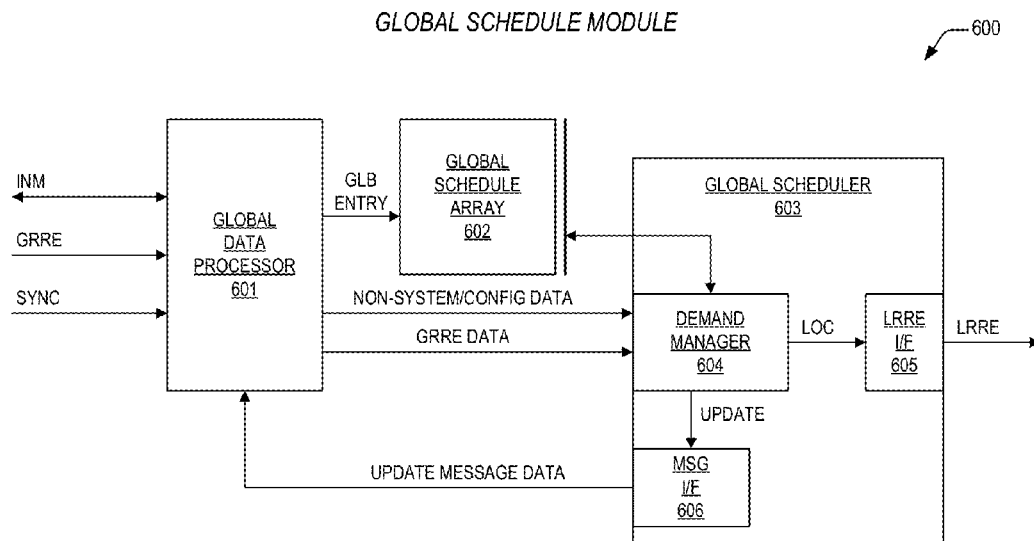 GLOBAL SCHEDULE MODULE
600
INM
GRRE
SYNC
GLOBAL
DATA
PROCESSOR
601
GLB
ENTRY
GLOBAL
SCHEDULE
ARRAY
602
GLOBAL SCHEDULER
603
NON-SYSTEM/CONFIG DATA
GRRE DATA
DEMAND
MANAGER
604
LOC
LRRE
I/F
605
LRRE
UPDATE
UPDATE MESSAGE DATA
MSG
I/F
606